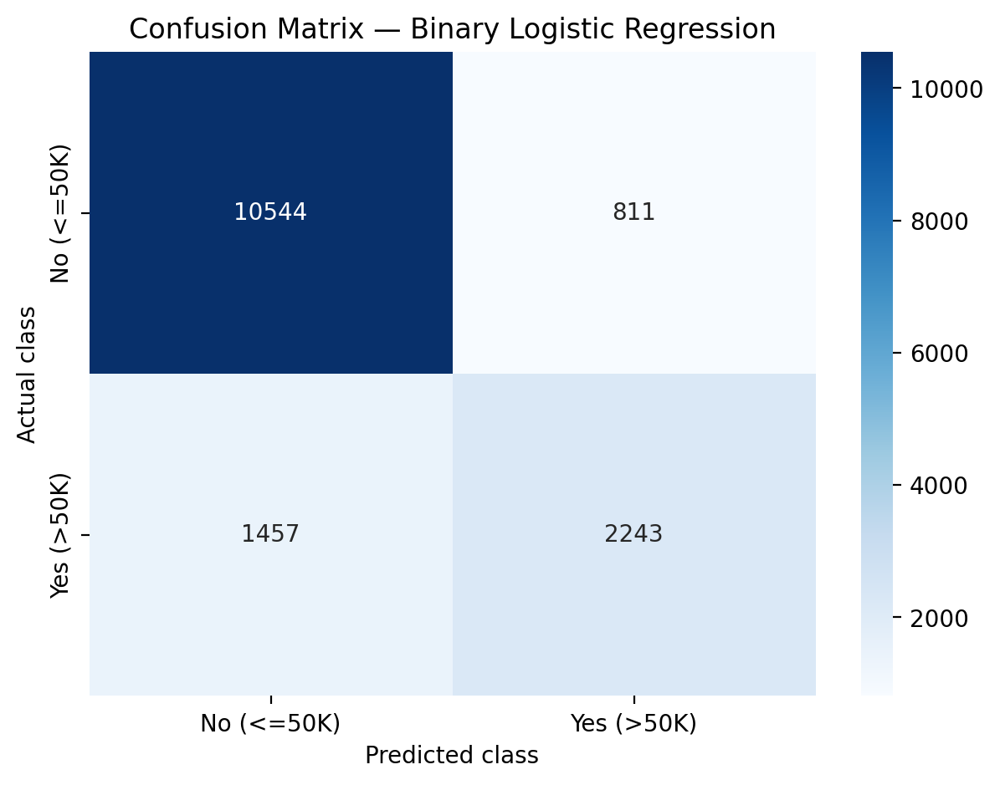 Confusion Matrix — Binary Logistic Regression
Actual class
No (<=50K)
Yes (>50K)
10544
811
1457
2243
No (<=50K)
Yes (>50K)
Predicted class
10000
8000
6000
4000
2000